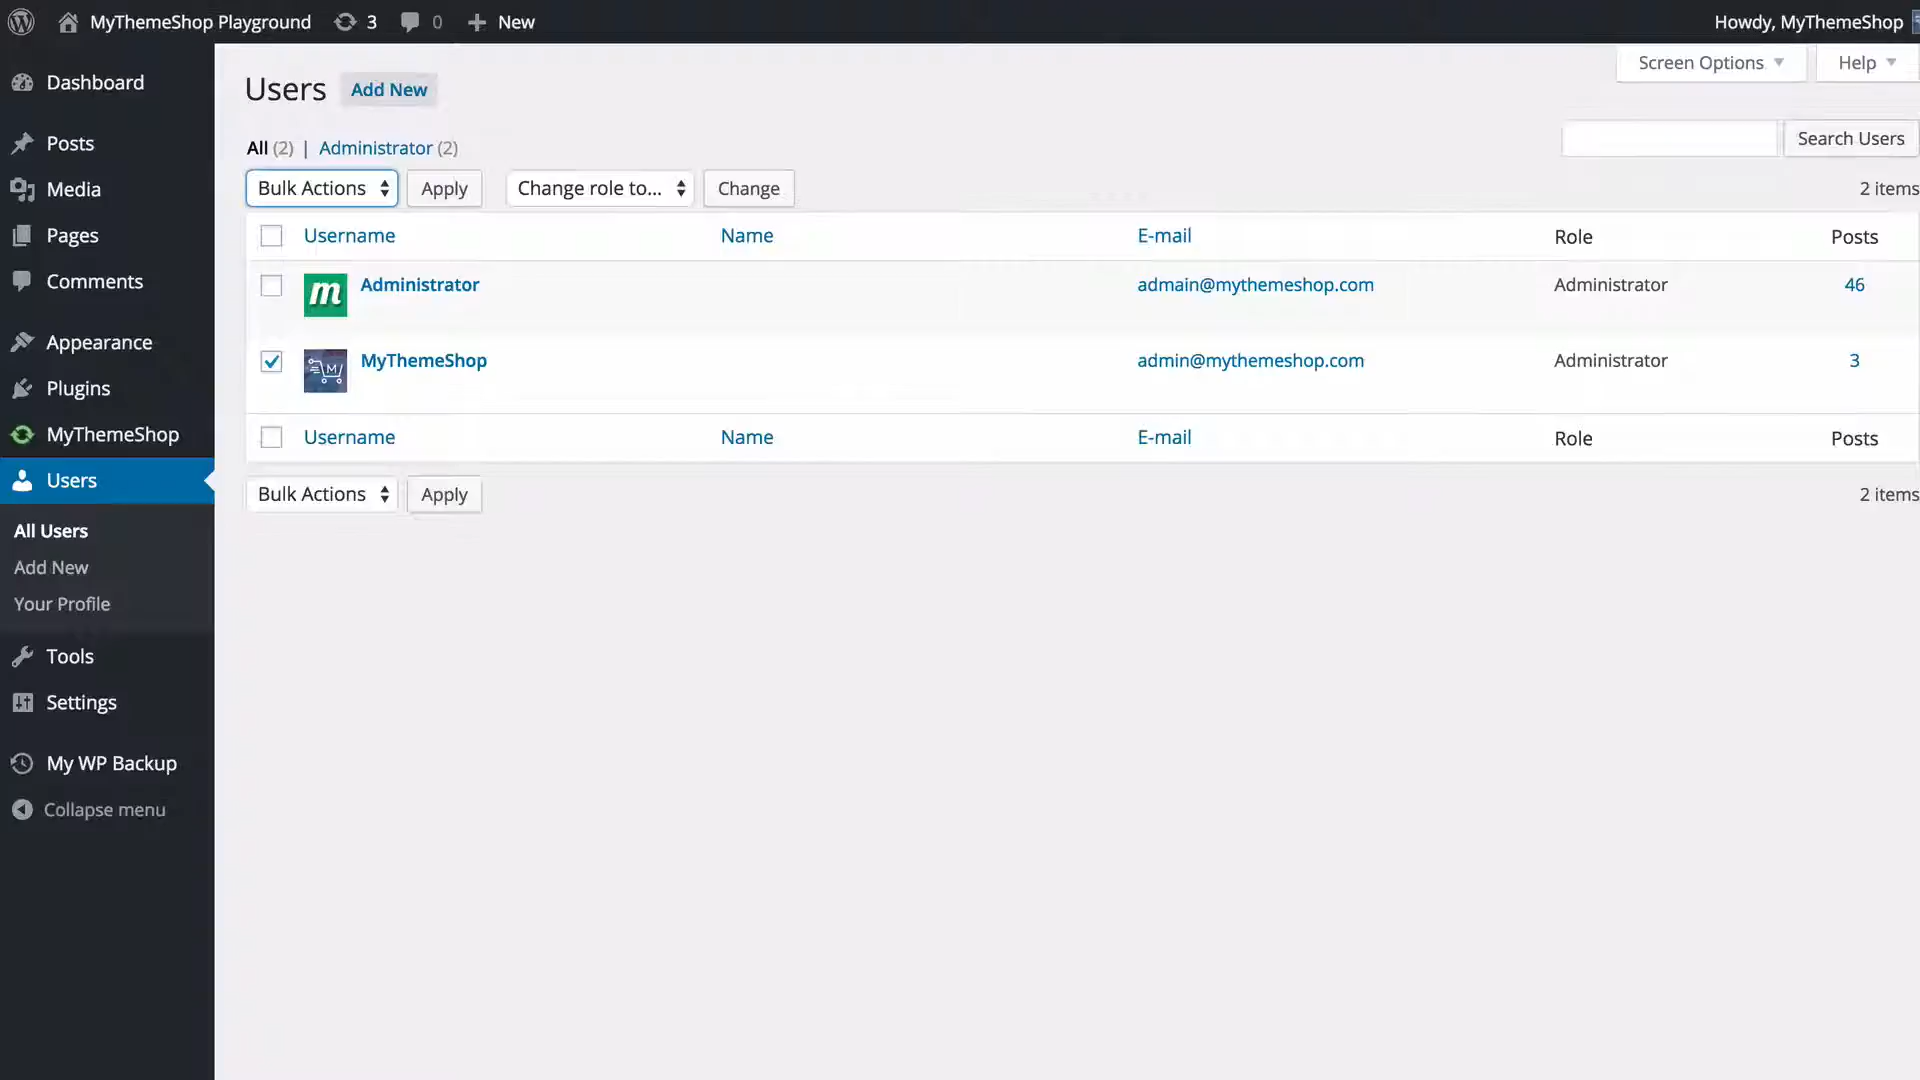 MyThemeShop Playground 3 0 New Howdy, MyThemeShop
Dashboard
Posts
Media
Pages
Comments
Appearance
Plugins
MyThemeShop
Users
All Users
Add New
Your Profile
Tools
Settings
My WP Backup
Collapse menu
Screen Options Help
Users Add New
All (2) | Administrator (2)
Search Users
Bulk Actions Apply Change role to... Change 2 items
Username Name E-mail Role Posts
m Administrator admain@mythemeshop.com Administrator 46
M MyThemeShop admin@mythemeshop.com Administrator 3
Username Name E-mail Role Posts
Bulk Actions Apply 2 items